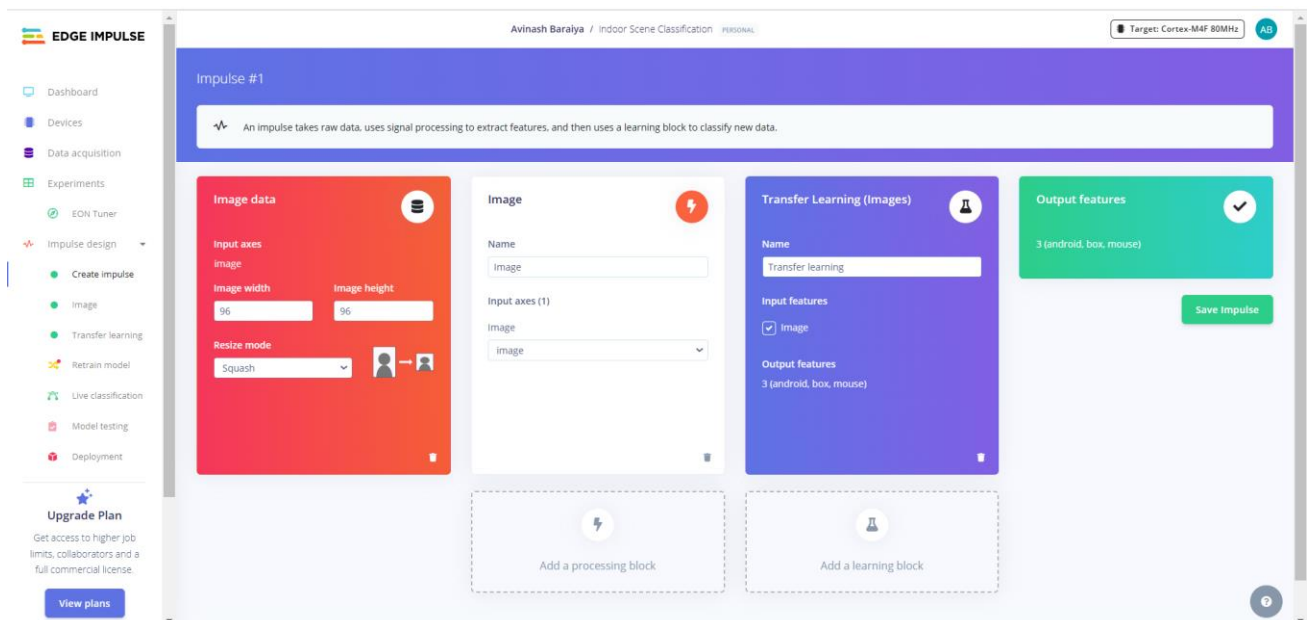 EDGE IMPULSE
Dashboard
Devices
Data acquisition
Experiments
EON Tuner
Impulse design
Create impulse
Image
Transfer learning
Retrain model
Live classification
Model testing
Deployment
Upgrade Plan
Get access to higher job
limits, collaborators and a
full commercial license.
View plans
Avinash Baraiya / Indoor Scene Classification PERSONAL
Target: Cortex-M4F 80MHz
AB
Impulse #1
An impulse takes raw data, uses signal processing to extract features, and then uses a learning block to classify new data.
Image data
Input axes
image
Image width Image height
96 96
Resize mode
Squash
Image
Name
Image
Input axes (1)
Image
image
Transfer Learning (Images)
Name
Transfer learning
Input features
Image
Output features
3 (android, box, mouse)
Output features
3 (android, box, mouse)
Save Impulse
Add a processing block
Add a learning block
?